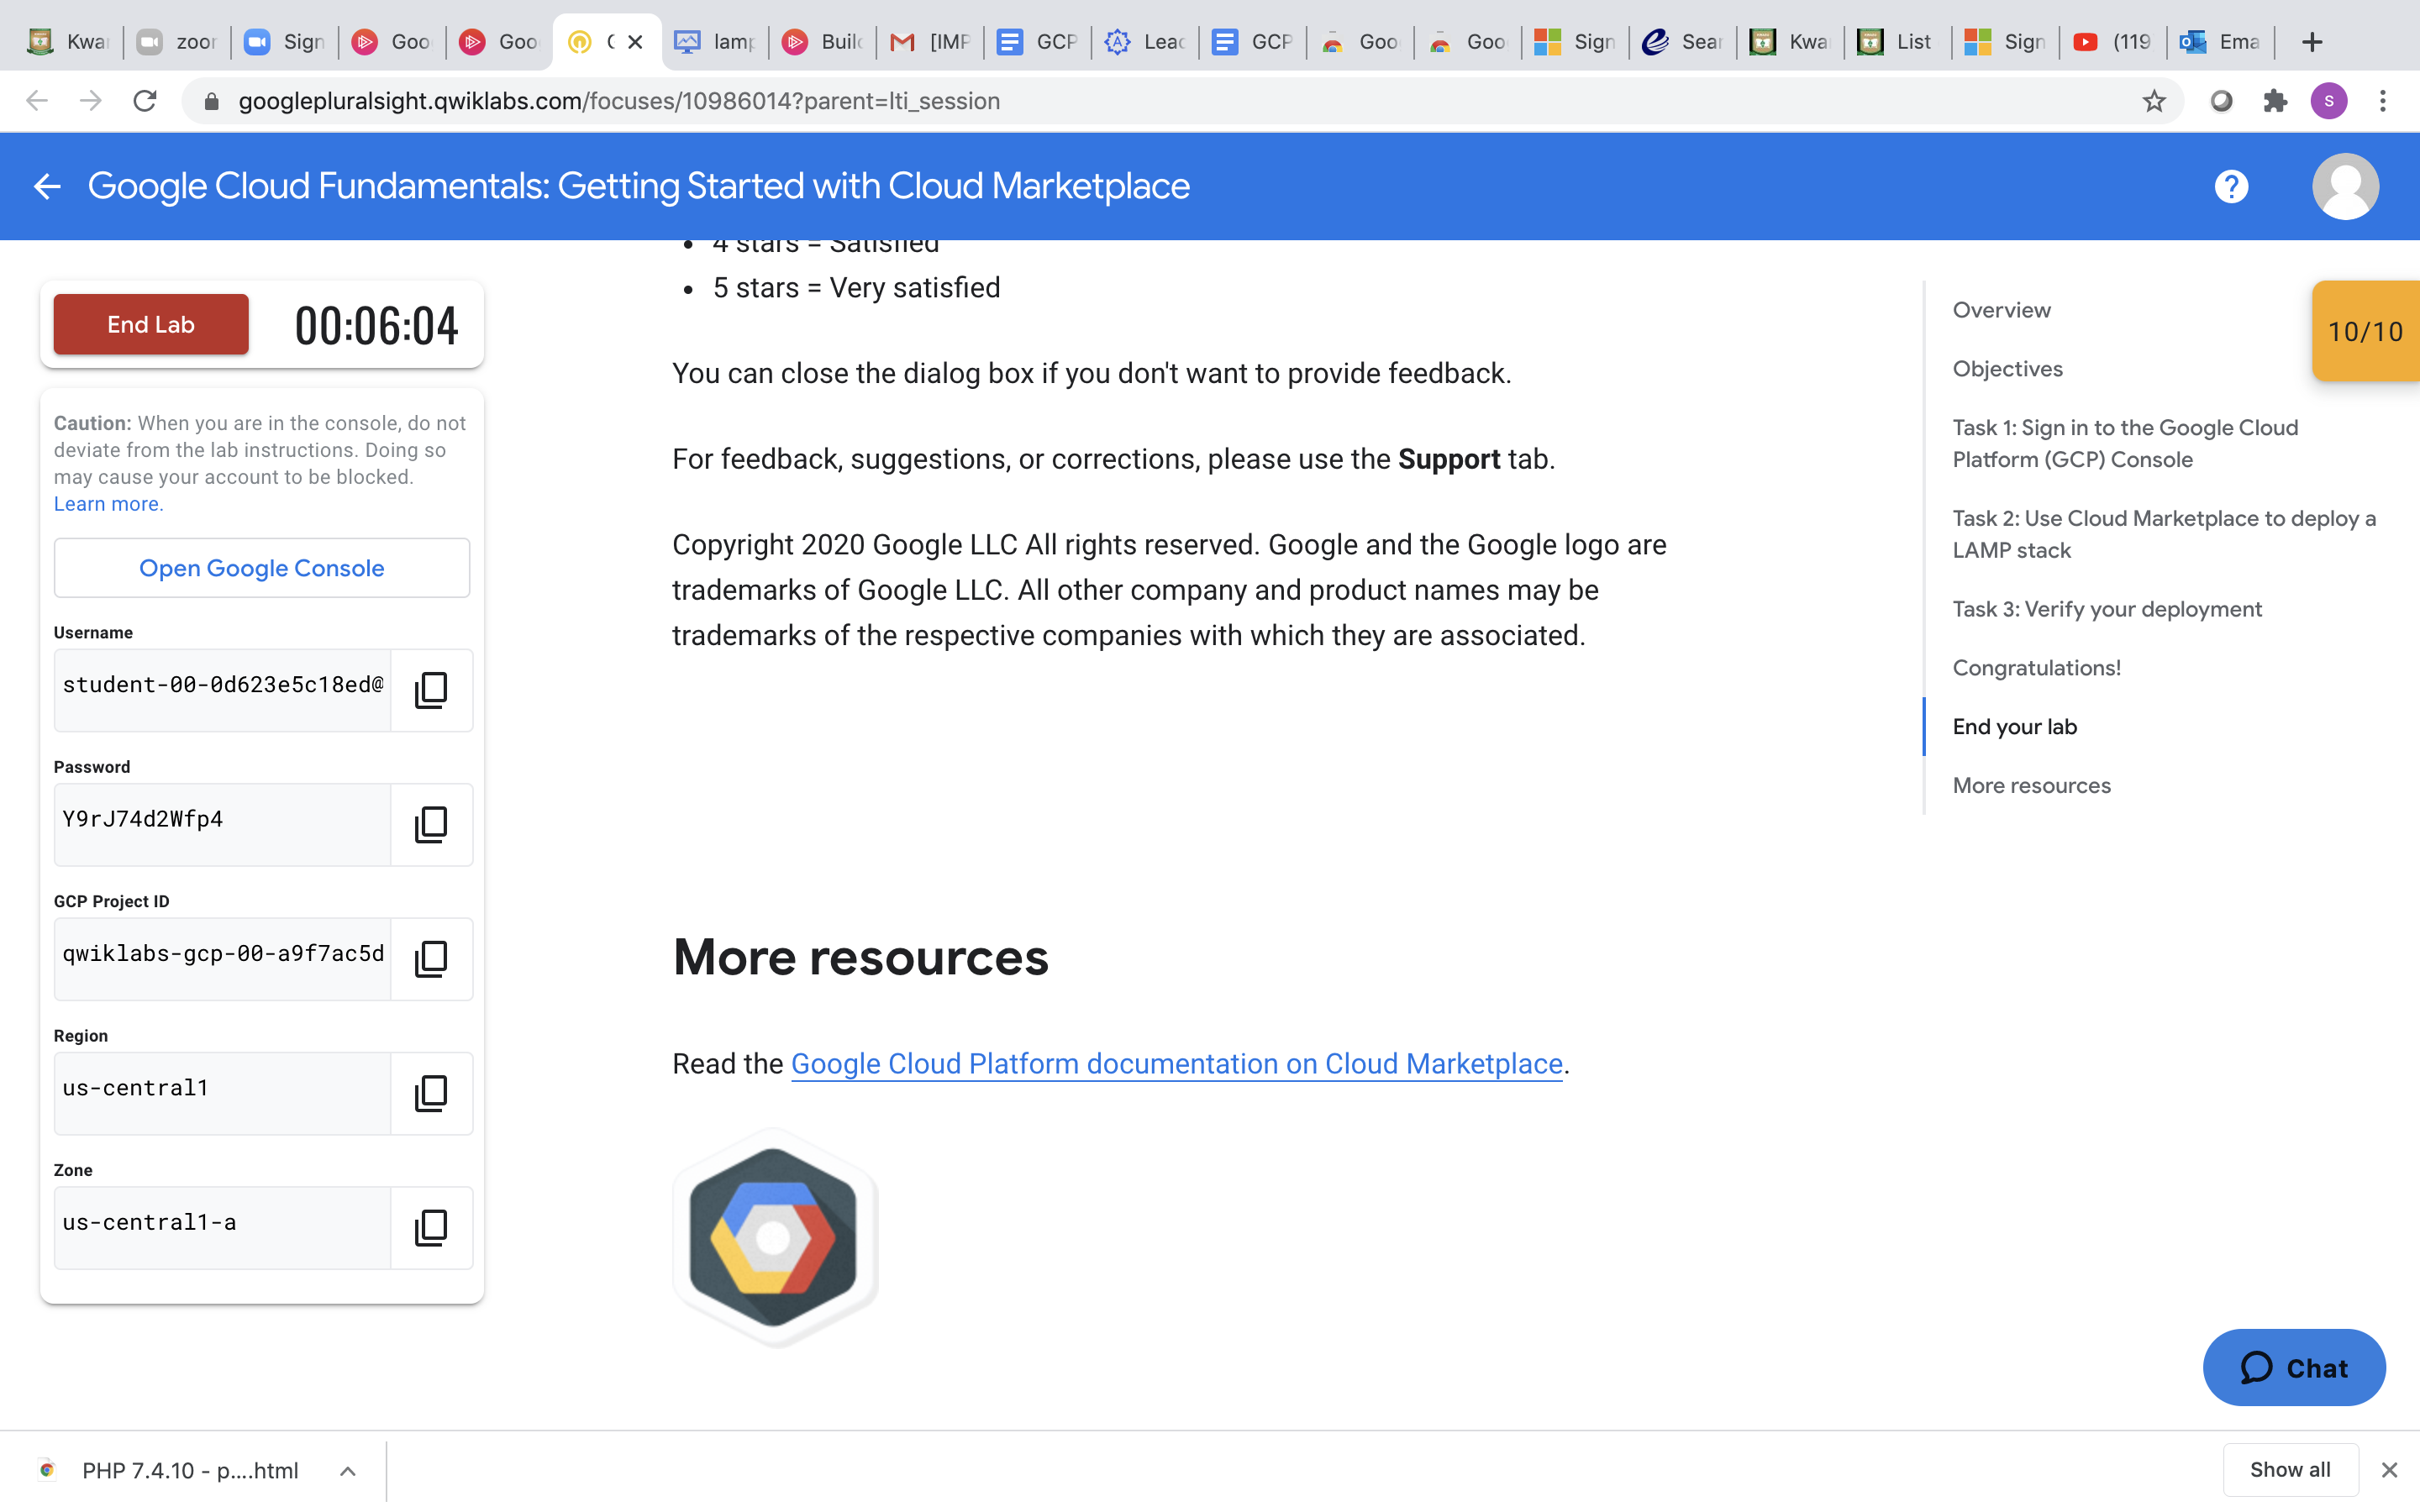 Kwa
zoor
Sign
Goo
Goo
lamp
Build
[IMP
GCP
Lead
GCP
Goo
Goo
Sign
Sear
Kwa
List
Sign
(119
Ema
googlepluralsight.qwiklabs.com/focuses/10986014?parent=lti_session
S
Google Cloud Fundamentals: Getting Started with Cloud Marketplace
?
End Lab
00:06:04
Caution: When you are in the console, do not
deviate from the lab instructions. Doing so
may cause your account to be blocked.
Learn more.
Open Google Console
Username
student-00-0d623e5c18ed@
Password
Y9rJ74d2Wfp4
GCP Project ID
qwiklabs-gcp-00-a9f7ac5d
Region
us-central1
Zone
us-central1-a
4 stars = Satisfied
5 stars = Very satisfied
You can close the dialog box if you don't want to provide feedback.
For feedback, suggestions, or corrections, please use the Support tab.
Copyright 2020 Google LLC All rights reserved. Google and the Google logo are
trademarks of Google LLC. All other company and product names may be
trademarks of the respective companies with which they are associated.
More resources
Read the Google Cloud Platform documentation on Cloud Marketplace.
Overview
Objectives
Task 1: Sign in to the Google Cloud
Platform (GCP) Console
Task 2: Use Cloud Marketplace to deploy a
LAMP stack
Task 3: Verify your deployment
Congratulations!
End your lab
More resources
10/10
Chat
PHP 7.4.10 - p....html
Show all